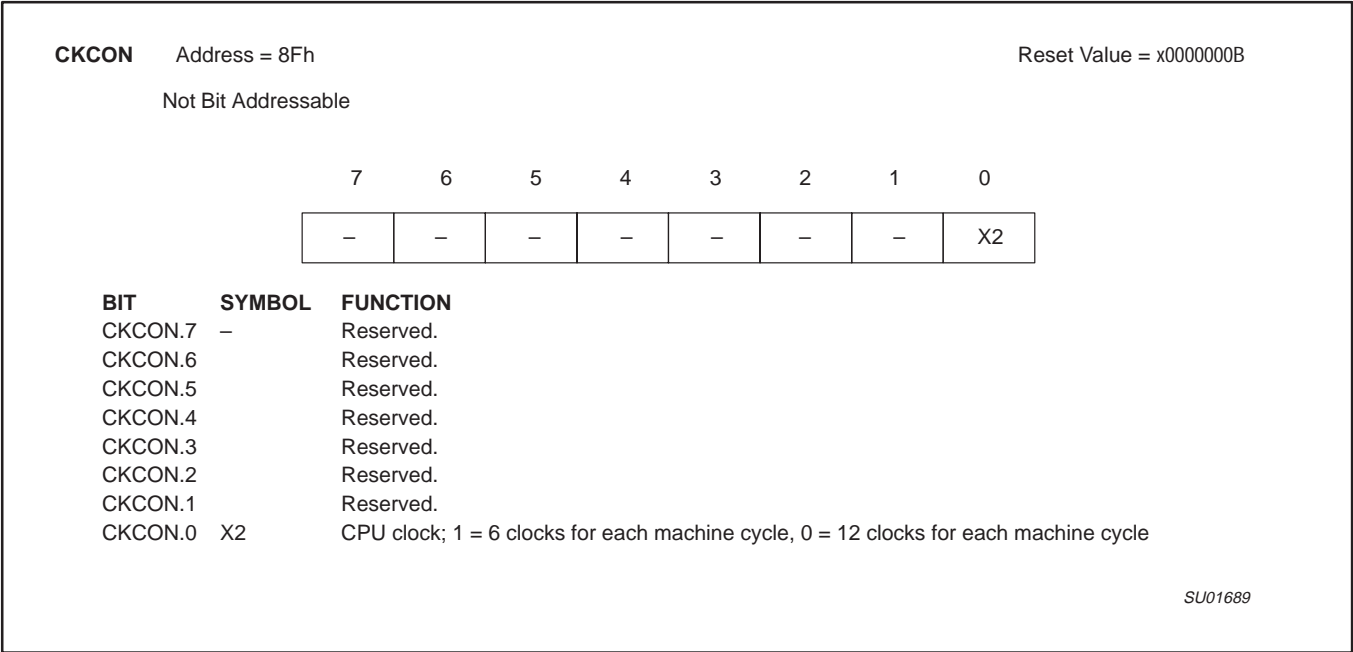 CKCON Address = 8Fh Reset Value = x0000000B
Not Bit Addressable
7 6 5 4 3 2 1 0
– – – – – – – X2
BIT SYMBOL FUNCTION
CKCON.7 – Reserved.
CKCON.6 Reserved.
CKCON.5 Reserved.
CKCON.4 Reserved.
CKCON.3 Reserved.
CKCON.2 Reserved.
CKCON.1 Reserved.
CKCON.0 X2 CPU clock; 1 = 6 clocks for each machine cycle, 0 = 12 clocks for each machine cycle
SU01689